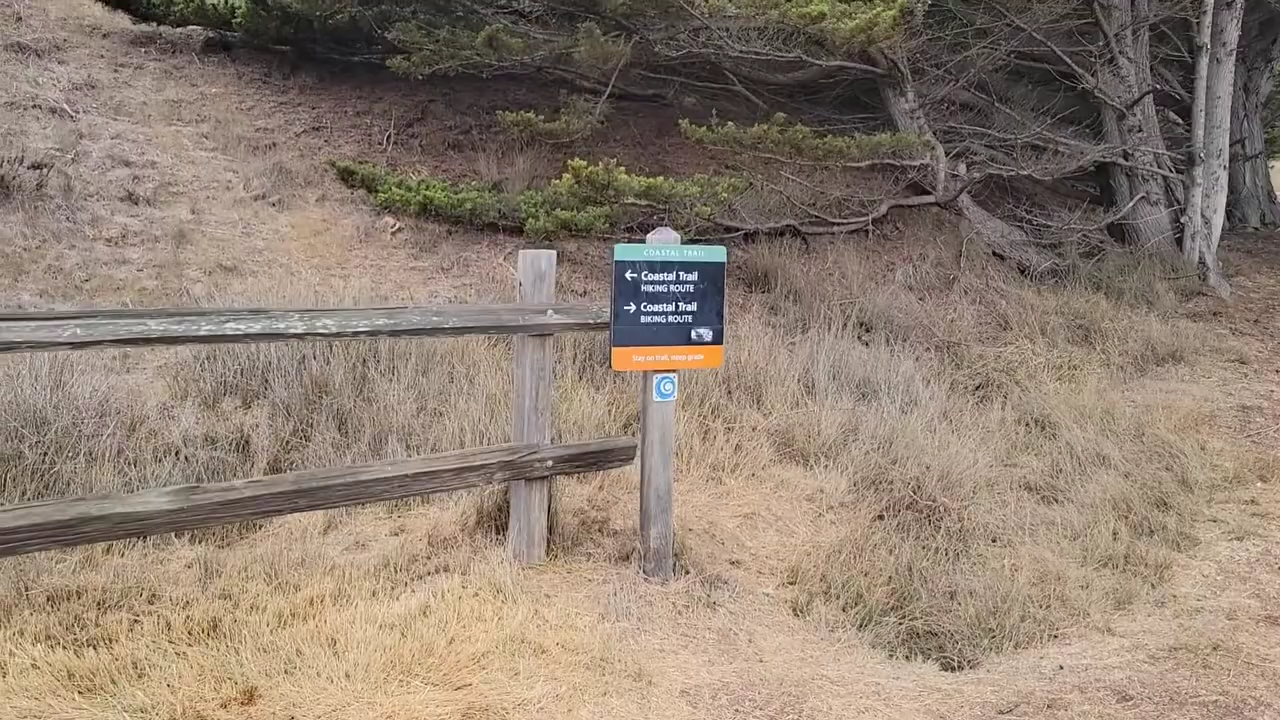 COASTAL TRAIL
← Coastal Trail
HIKING ROUTE
→ Coastal Trail
BIKING ROUTE
Stay on trail, steep grade